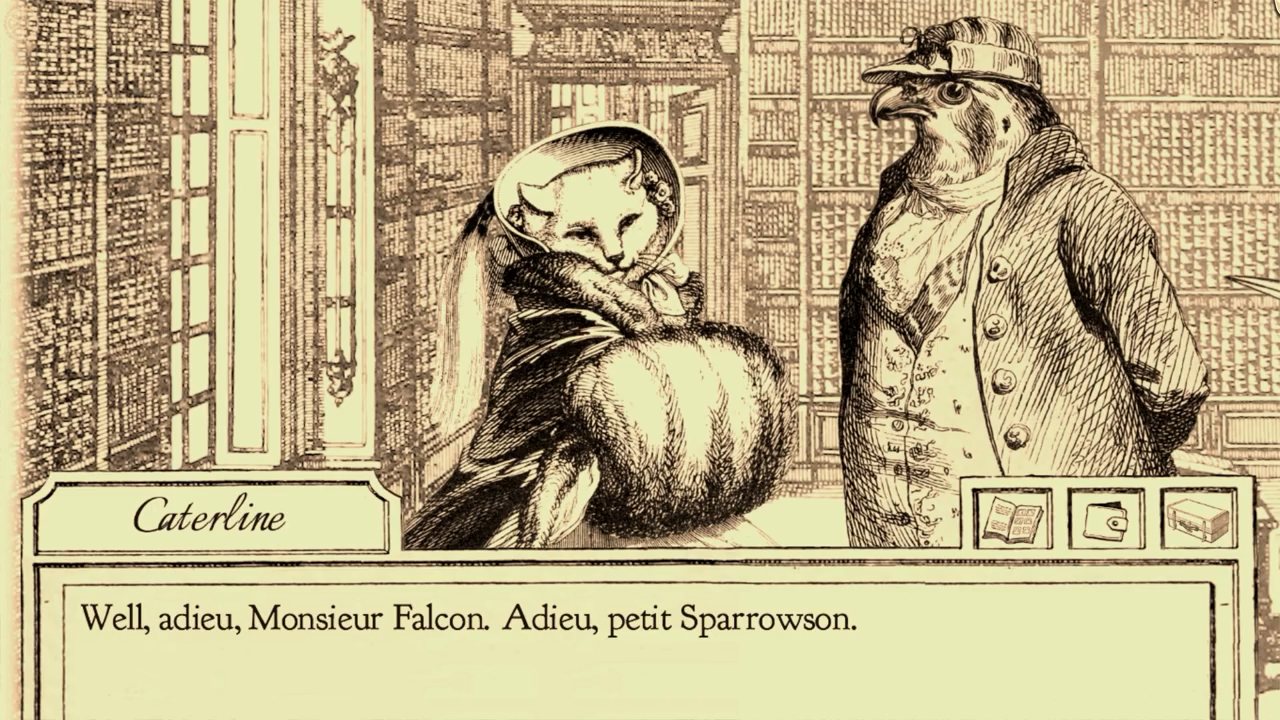 Caterline
Well, adieu, Monsieur Falcon. Adieu, petit Sparrowson.